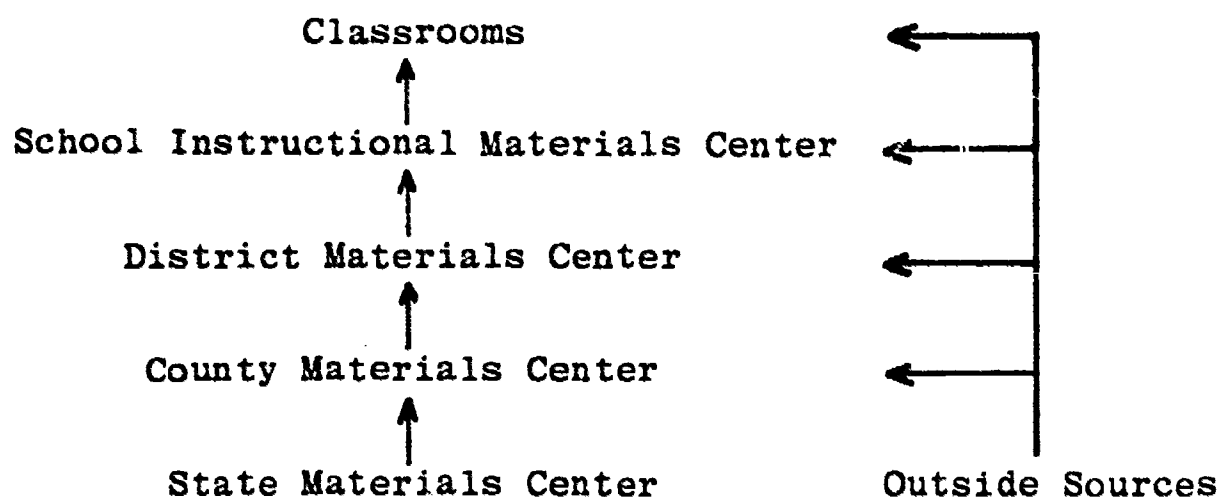 Classrooms
School Instructional Materials Center
District Materials Center
County Materials Center
State Materials Center
Outside Sources